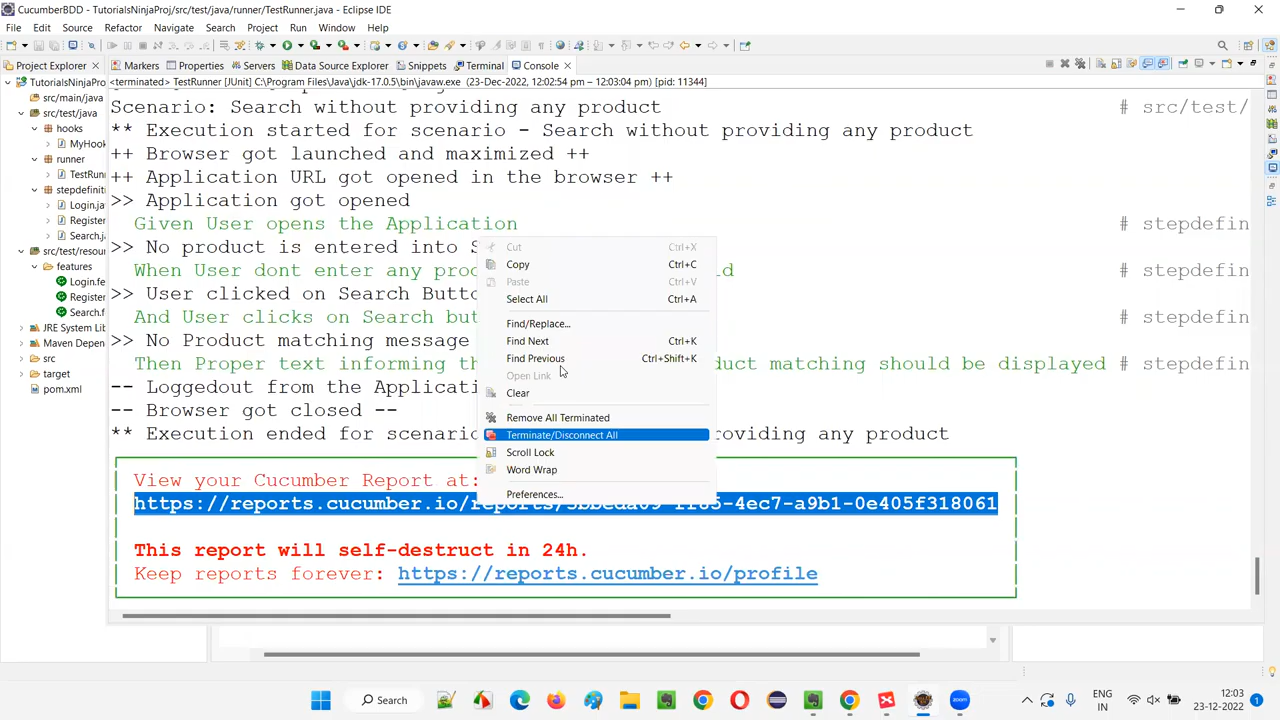 CucumberBDD - TutorialsNinjaProj/src/test/java/runner/TestRunner.java - Eclipse IDE
File Edit Source Refactor Navigate Search Project Run Window Help
Project Explorer
Markers Properties Servers Data Source Explorer Snippets Terminal Console
TutorialsNinjaPro
src/main/java
src/test/java
hooks
MyHook
runner
TestRunn
stepdefinit
Login.jav
Register
Search.j
src/test/resour
features
Login.fe
Register
Search.f
JRE System Lib
Maven Depen
src
target
pom.xml
<terminated> TestRunner [JUnit] C:\Program Files\Java\jdk-17.0.5\bin\javaw.exe (23-Dec-2022, 12:02:54 pm – 12:03:04 pm) [pid: 11344]
Scenario: Search without providing any product # src/test/
** Execution started for scenario - Search without providing any product
++ Browser got launched and maximized ++
++ Application URL got opened in the browser ++
>> Application got opened
Given User opens the Application # stepdefin
>> No product is entered into S
When User dont enter any prod d # stepdefin
>> User clicked on Search Butto
And User clicks on Search but # stepdefin
>> No Product matching message
Then Proper text informing th duct matching should be displayed # stepdefin
-- Loggedout from the Applicati
-- Browser got closed --
** Execution ended for scenari providing any product
View your Cucumber Report at:
https://reports.cucumber.io/reports/ -4ec7-a9b1-0e405f318061
This report will self-destruct in 24h.
Keep reports forever: https://reports.cucumber.io/profile
Cut Ctrl+X
Copy Ctrl+C
Paste Ctrl+V
Select All Ctrl+A
Find/Replace...
Find Next Ctrl+K
Find Previous Ctrl+Shift+K
Open Link
Clear
Remove All Terminated
Terminate/Disconnect All
Scroll Lock
Word Wrap
Preferences...
Search
ENG
IN
12:03
23-12-2022
1